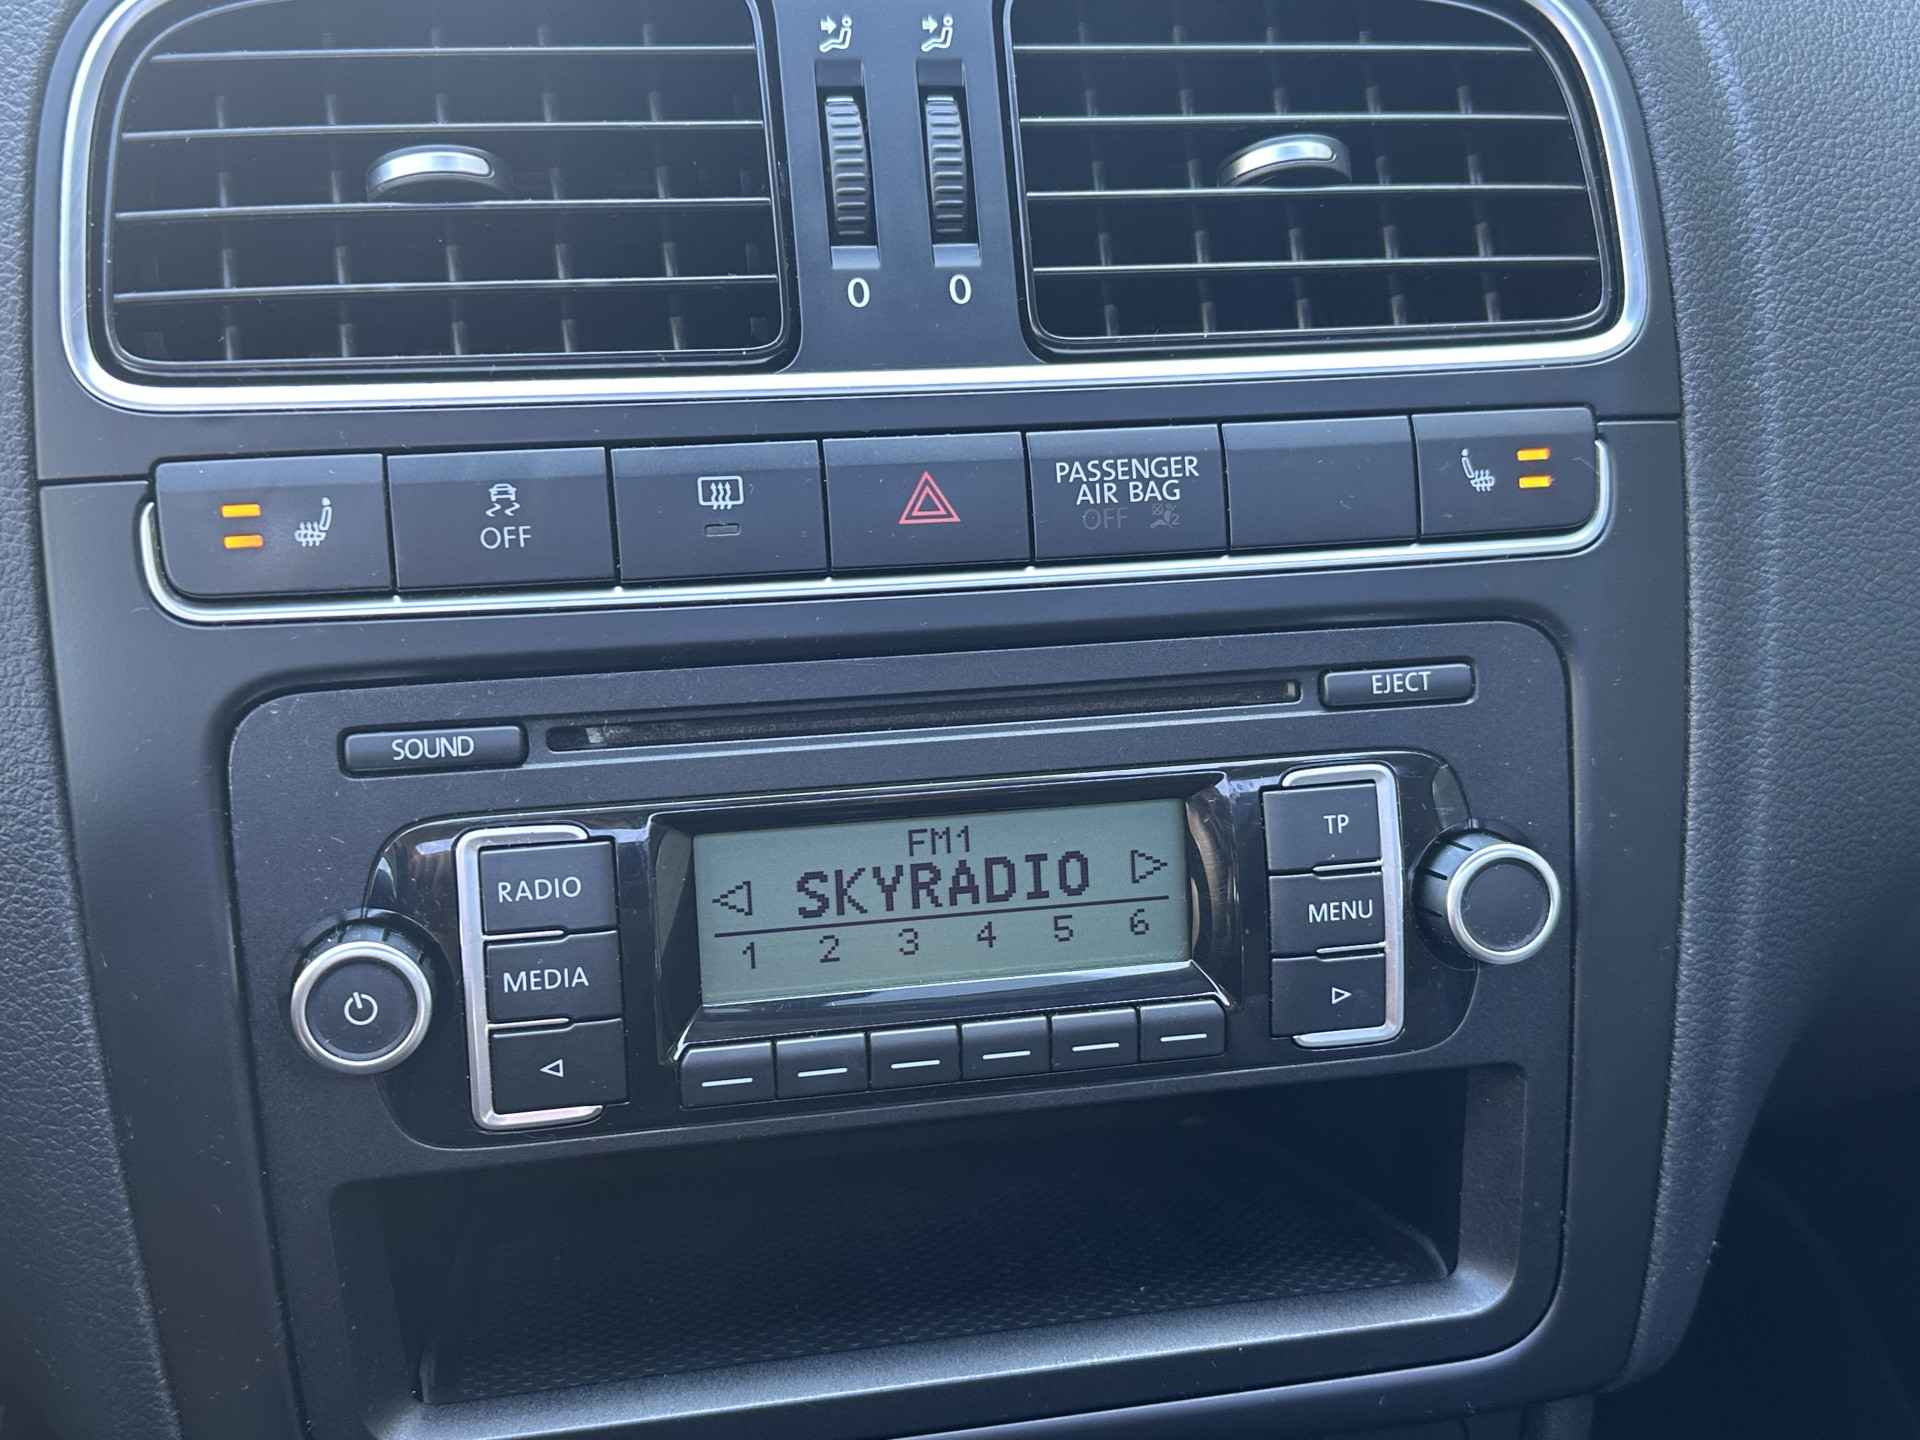 0 0
OFF
PASSENGER
AIR BAG
OFF 2
SOUND
EJECT
FM1
SKYRADIO
1 2 3 4 5 6
RADIO
MEDIA
TP
MENU